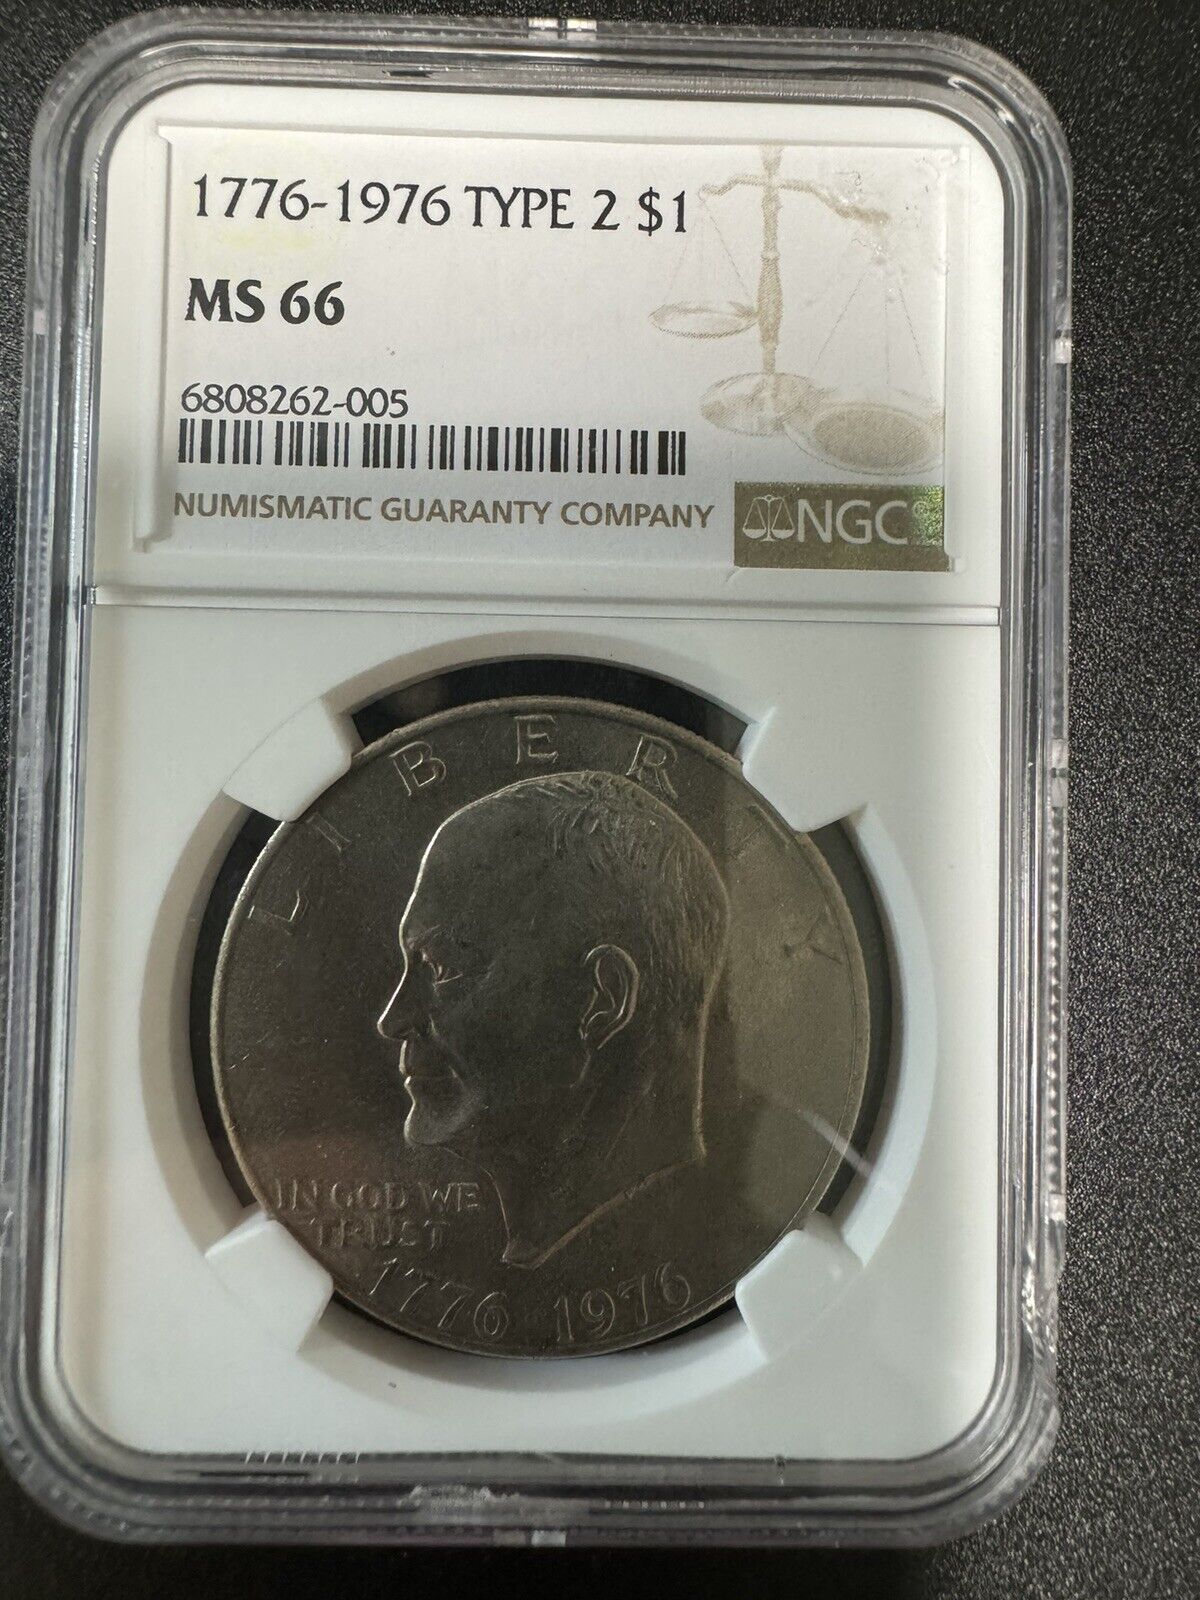 1776-1976 TYPE 2 $1
MS 66
6808262-005
NUMISMATIC GUARANTY COMPANY
NGC
LIBERTY
IN GOD WE
TRUST
1776-1976